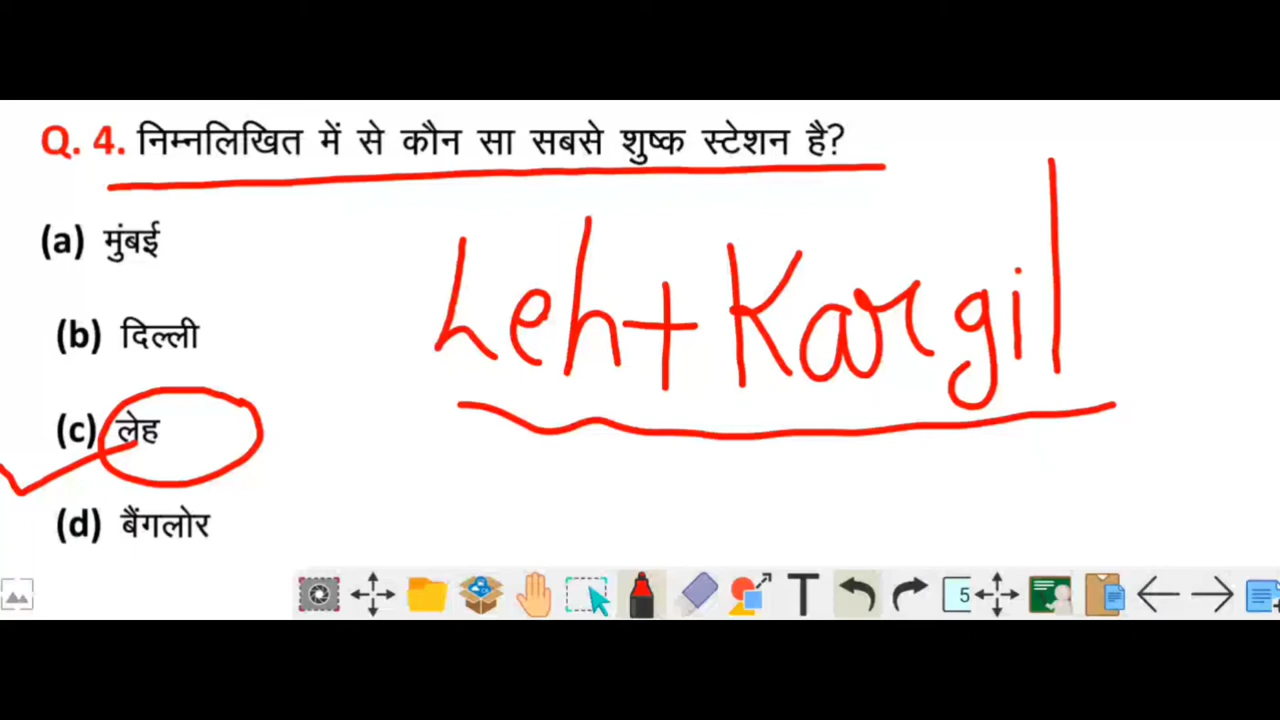 Q. 4. निम्नलिखित में से कौन सा सबसे शुष्क स्टेशन है?
(a) मुंबई
Leh + Kargil
(b) दिल्ली
(c) लेह
(d) बैंगलोर
T
5